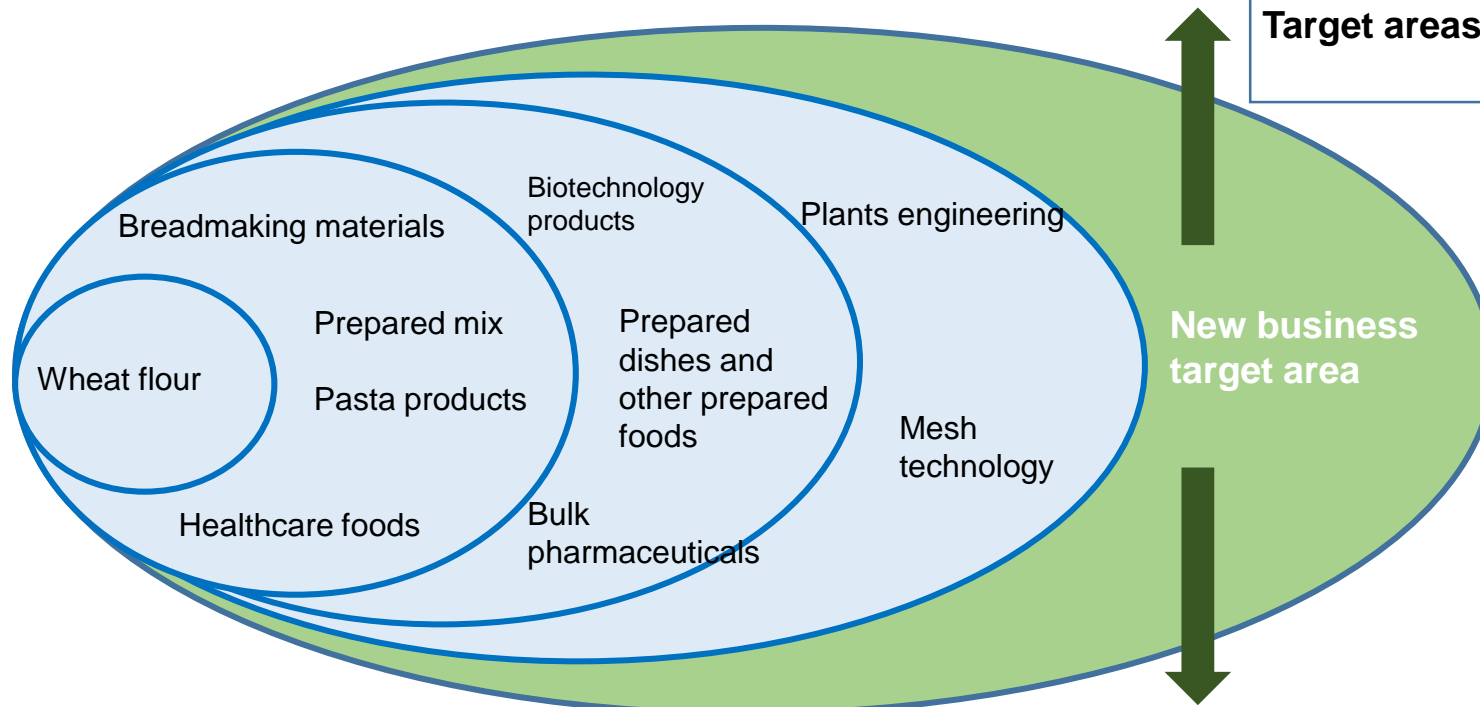 Target areas
Biotechnology
products
Plants engineering
Breadmaking materials
Prepared mix
Prepared
dishes and
other prepared
foods
New business
target area
Wheat flour
Pasta products
Mesh
technology
Healthcare foods
Bulk
pharmaceuticals